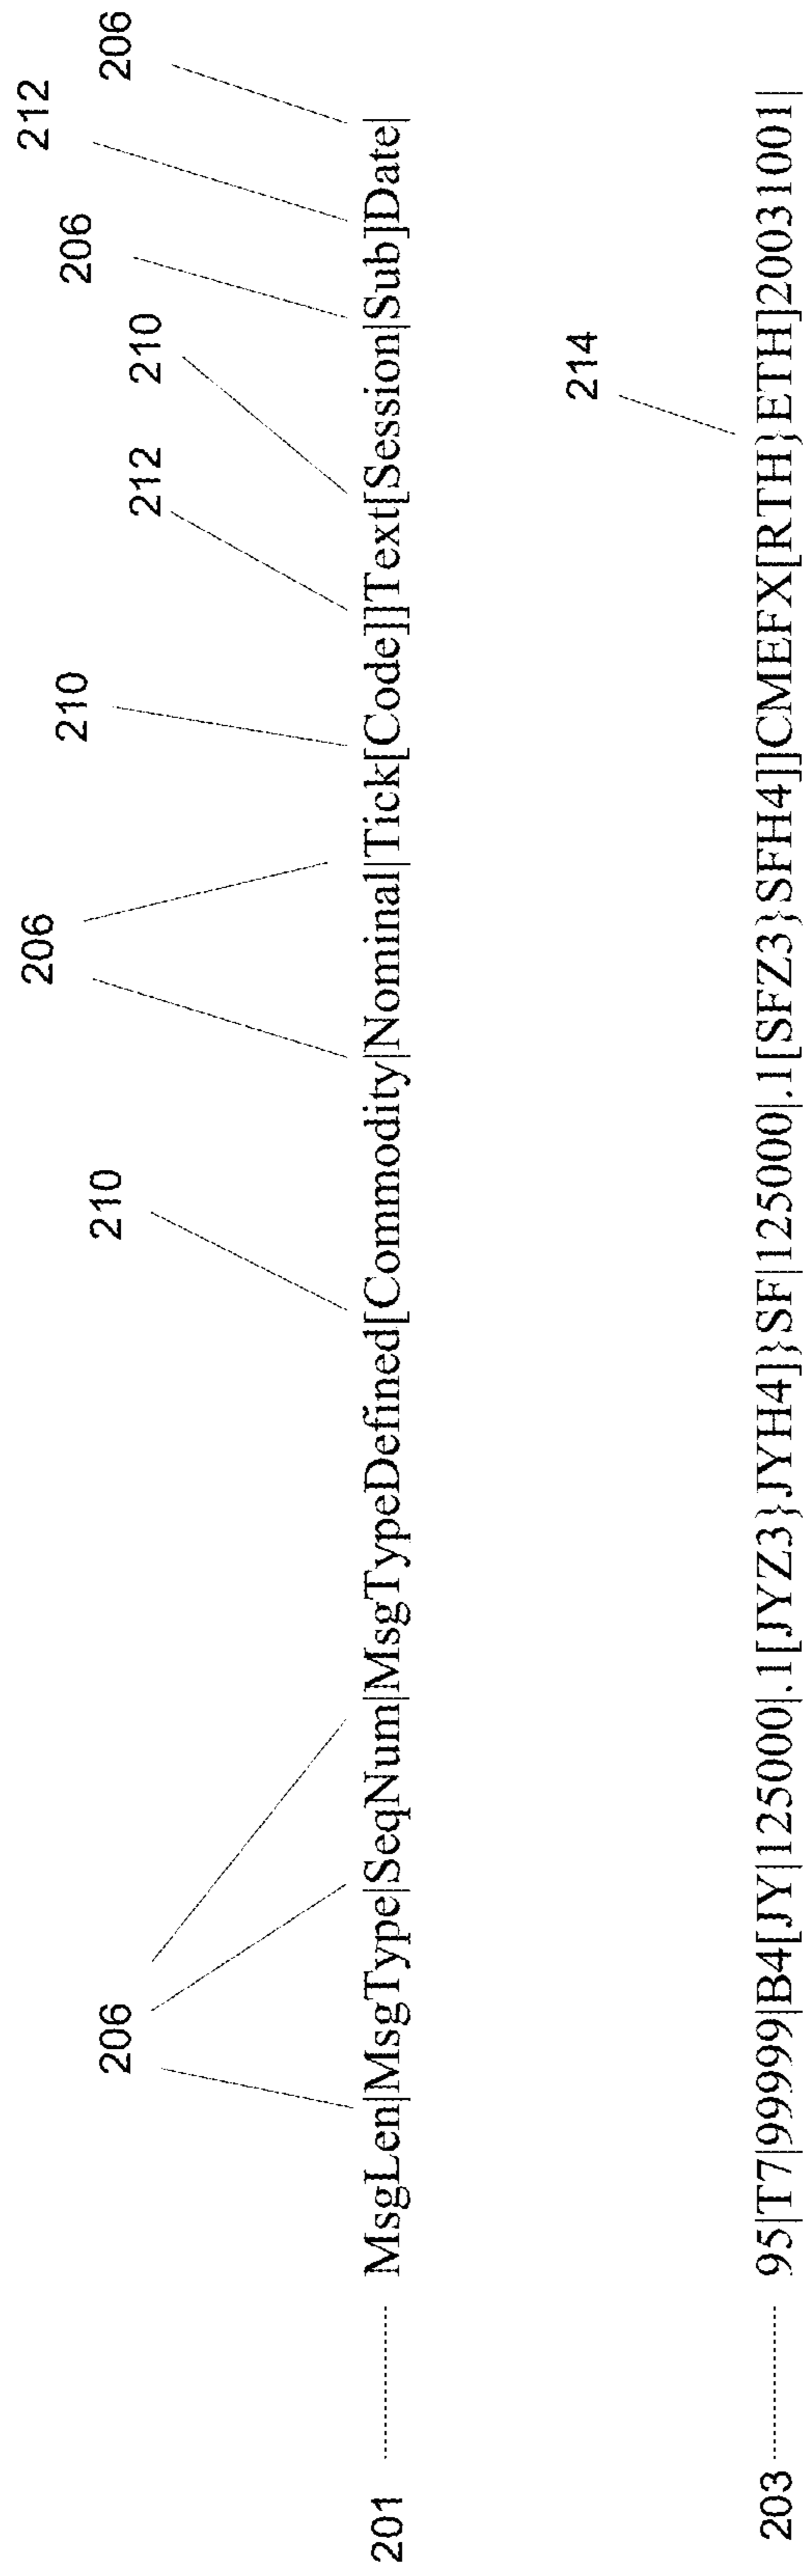 206 212
210 206
206 210 206
212 210
201 MsgLen|MsgType|SeqNum|MsgTypeDefined[Commodity|Nominal|Tick[Code]]Text[Session|Sub]Date|
214
203 95|T7|99999|B4[JY|125000|.1[JYZ3}JYH4]}SF|125000|.1[SFZ3}SFH4]]CMEFX[RTH}ETH]20031001|